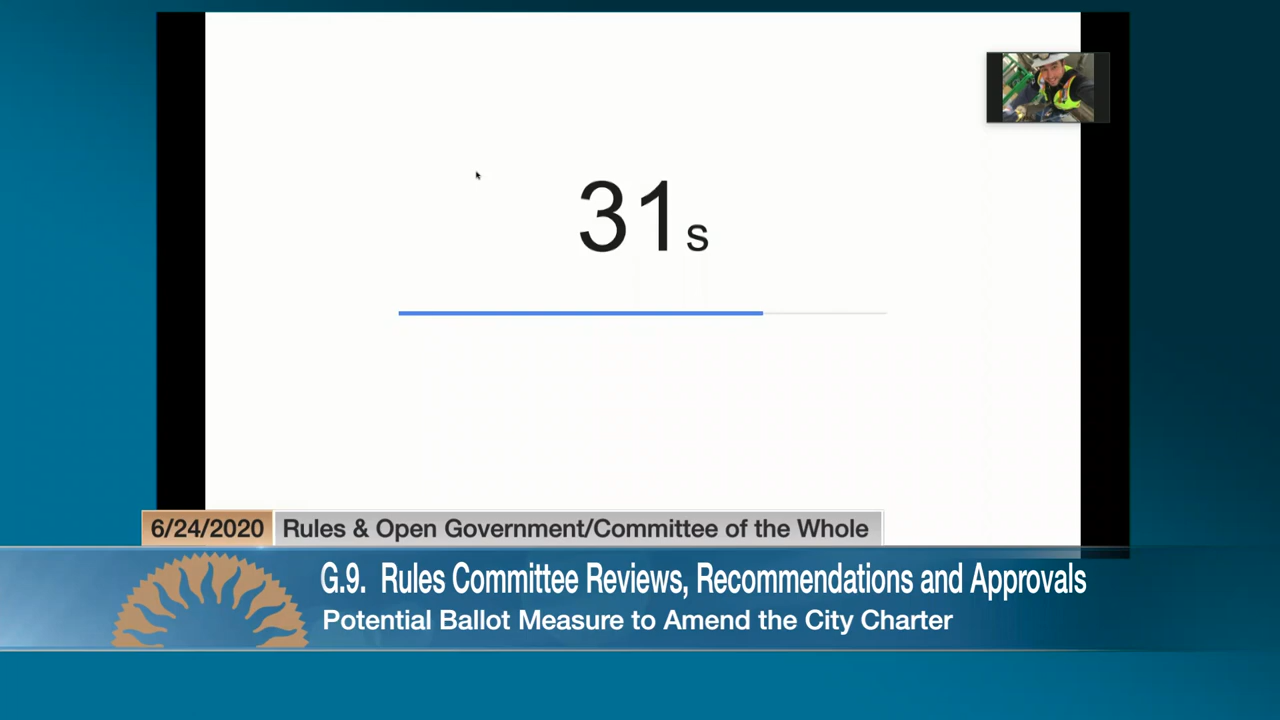 31s
6/24/2020 Rules & Open Government/Committee of the Whole
G.9. Rules Committee Reviews, Recommendations and Approvals
Potential Ballot Measure to Amend the City Charter